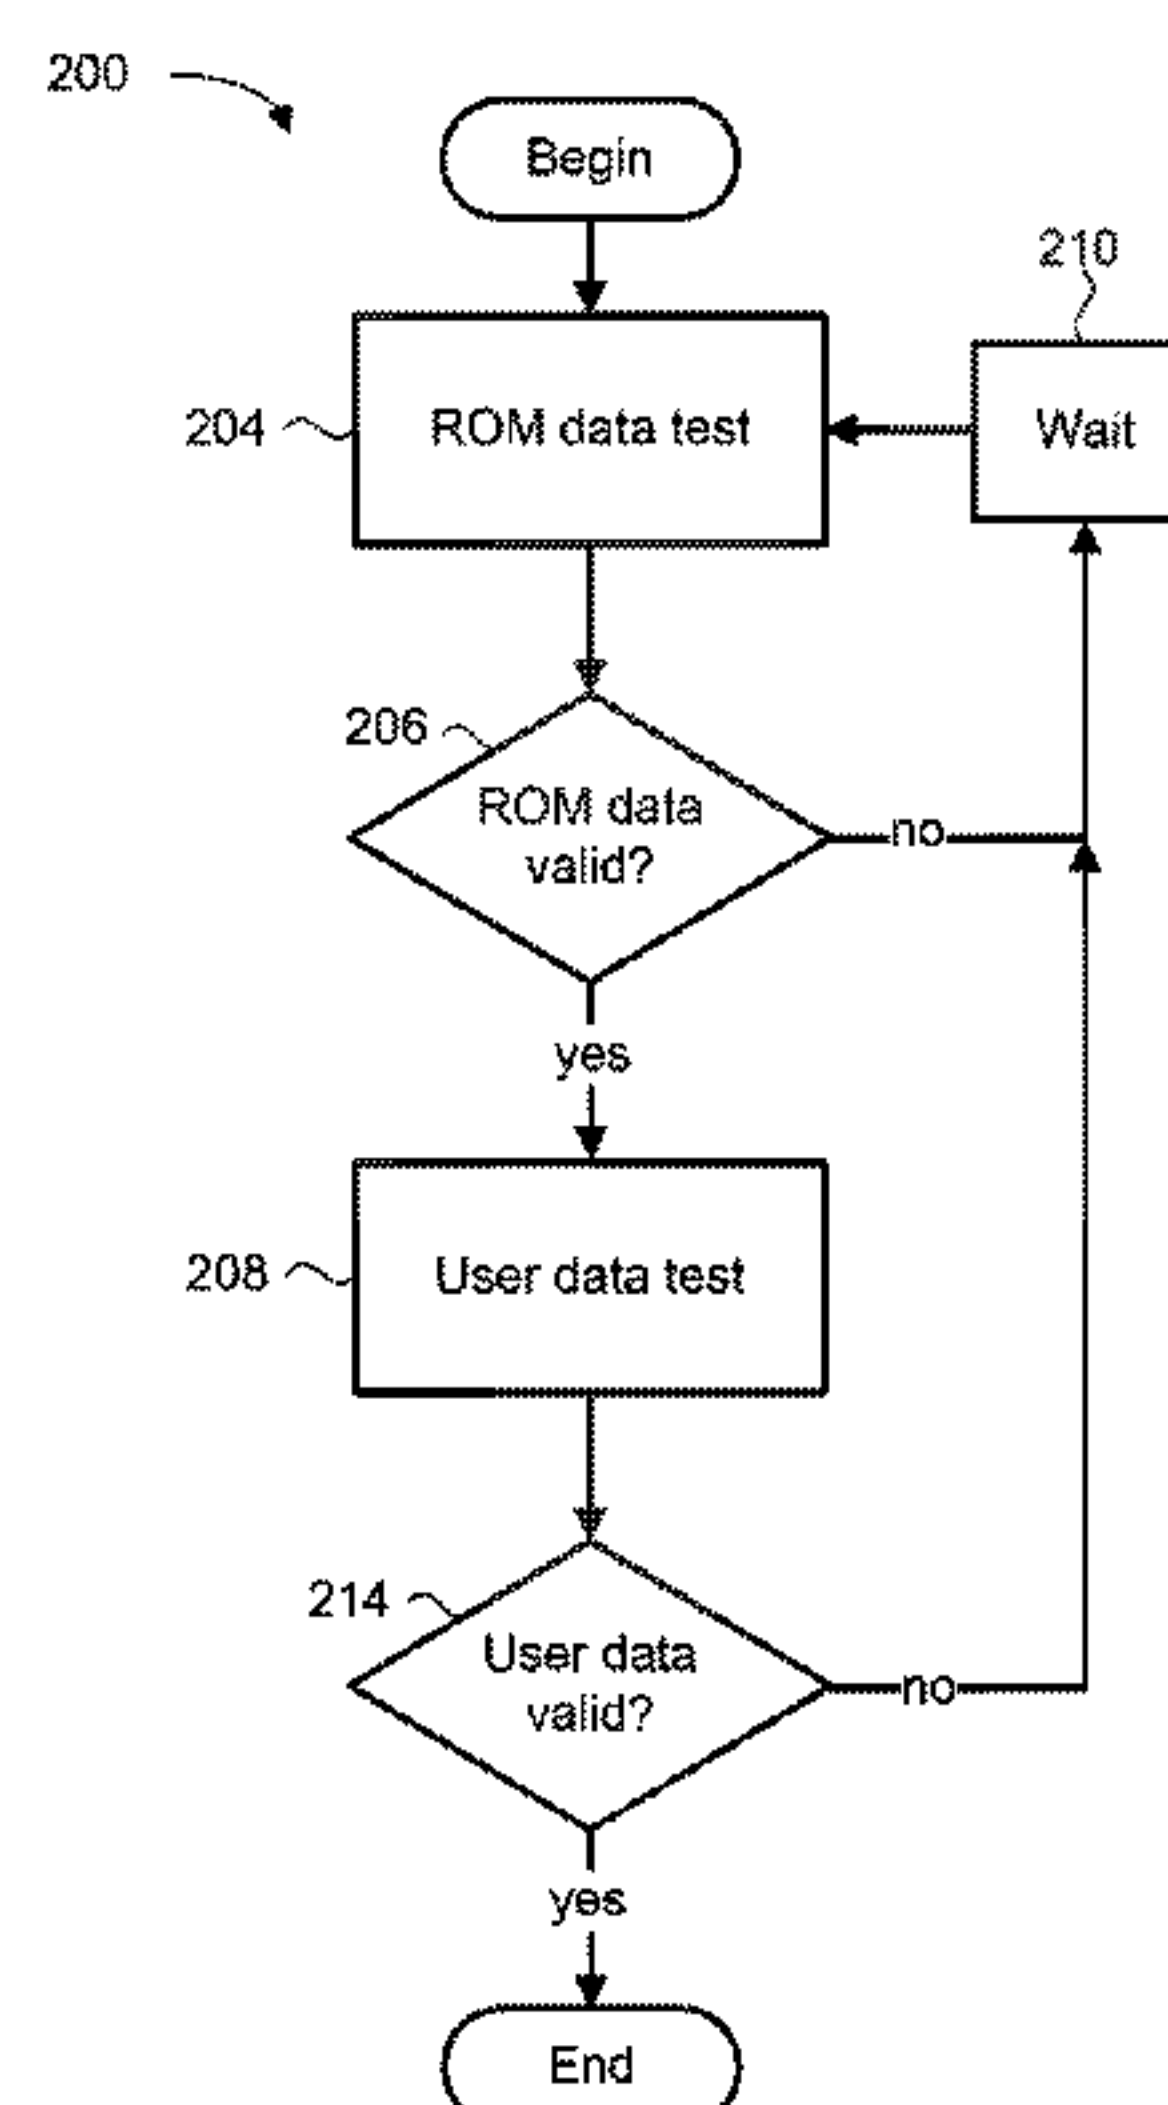 200
Begin
210
204
ROM data test
Wait
206
ROM data
valid?
no
yes
208
User data test
214
User data
valid?
no
yes
End